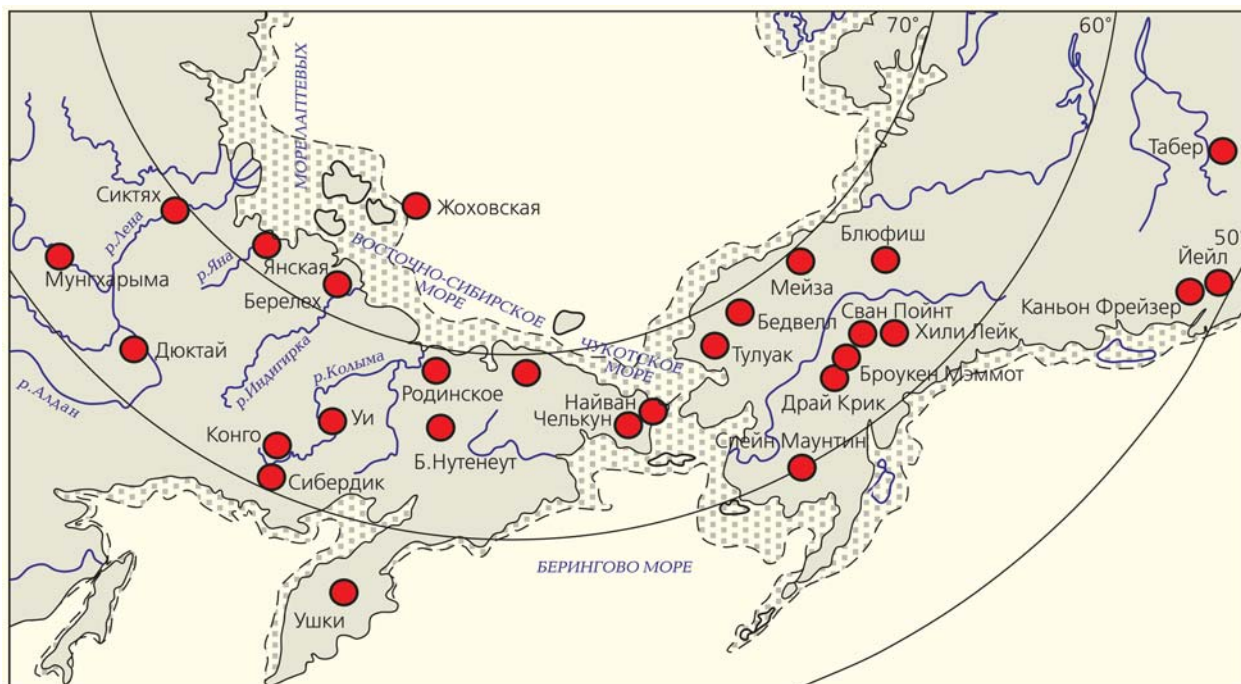 70°
60°
МОРЕ ЛАПТЕВЫХ
Табер
Сиктях
р.Лена
Жоховская
Блюфиш
50°
ВОСТОЧНО-СИБИРСКОЕ
МОРЕ
Йейл
р.Яна
Янская
Мунгхарыма
Мейза
Берелех
Каньон Фрейзер
Сван Пойнт
Бедвелл
Хили Лейк
ЧУКОТСКОЕ
МОРЕ
Дюктай
Тулуак
р.Индигирка
р.Колыма
р.Алдан
Родинское
Броукен Мэммот
Найван
Драй Крик
Челькун
Уи
Конго
Слейн Маунтин
Б.Нутенеут
Сибердик
БЕРИНГОВО МОРЕ
Ушки